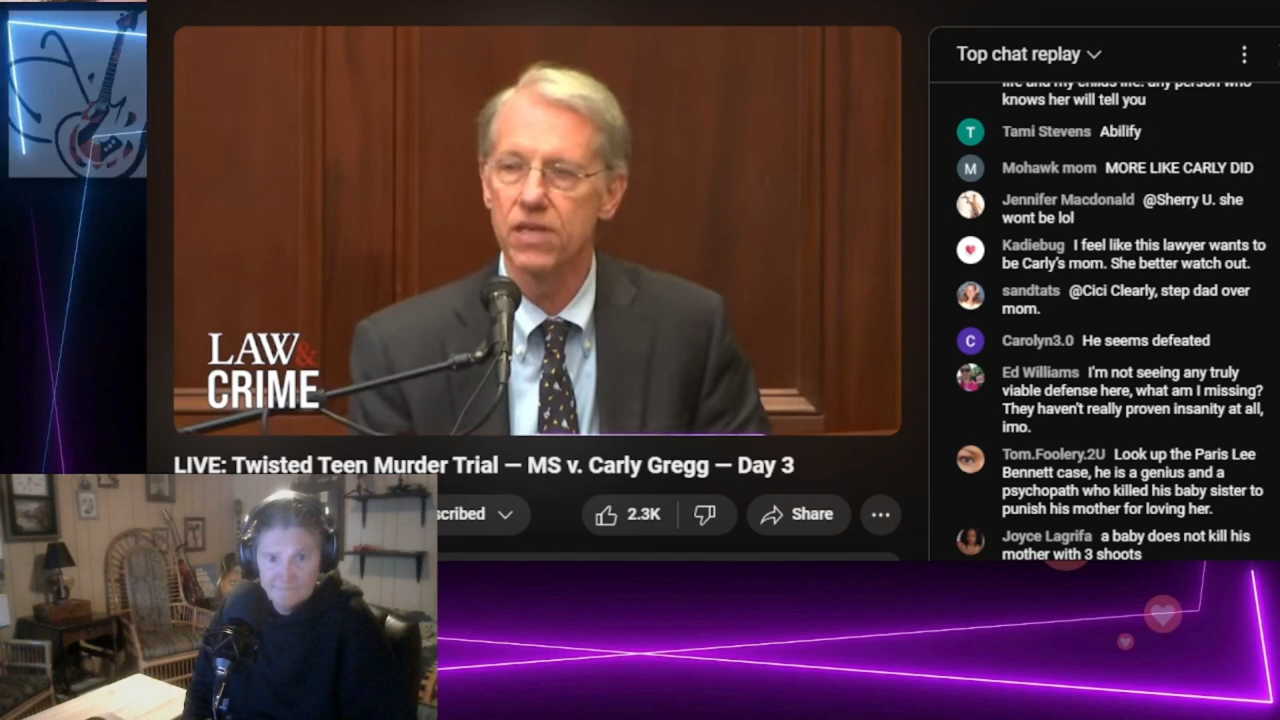 LAW&
CRIME
LIVE: Twisted Teen Murder Trial — MS v. Carly Gregg — Day 3
scribed
2.3K
Share
Top chat replay
life and my childs life. any person who
knows her will tell you
T
Tami Stevens Abilify
M
Mohawk mom MORE LIKE CARLY DID
Jennifer Macdonald @Sherry U. she
wont be lol
Kadiebug I feel like this lawyer wants to
be Carly's mom. She better watch out.
sandtats @Cici Clearly, step dad over
mom.
C
Carolyn3.0 He seems defeated
Ed Williams I'm not seeing any truly
viable defense here, what am I missing?
They haven't really proven insanity at all,
imo.
Tom.Foolery.2U Look up the Paris Lee
Bennett case, he is a genius and a
psychopath who killed his baby sister to
punish his mother for loving her.
Joyce Lagrifa a baby does not kill his
mother with 3 shoots